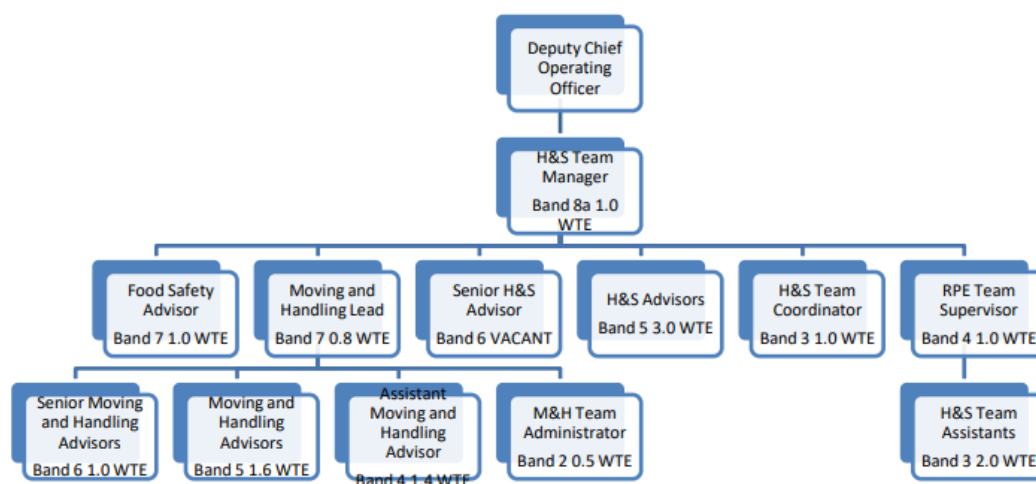 Deputy Chief
Operating
Officer
H&S Team
Manager
Band 8a 1.0
WTE
Food Safety
Advisor
Band 7 1.0 WTE
Moving and
Handling Lead
Band 7 0.8 WTE
Senior H&S
Advisor
Band 6 VACANT
H&S Advisors
Band 5 3.0 WTE
H&S Team
Coordinator
Band 3 1.0 WTE
RPE Team
Supervisor
Band 4 1.0 WTE
Senior Moving
and Handling
Advisors
Band 6 1.0 WTE
Moving and
Handling
Advisors
Band 5 1.6 WTE
Assistant
Moving and
Handling
Advisor
Band 4 1.4 WTE
M&H Team
Administrator
Band 2 0.5 WTE
H&S Team
Assistants
Band 3 2.0 WTE